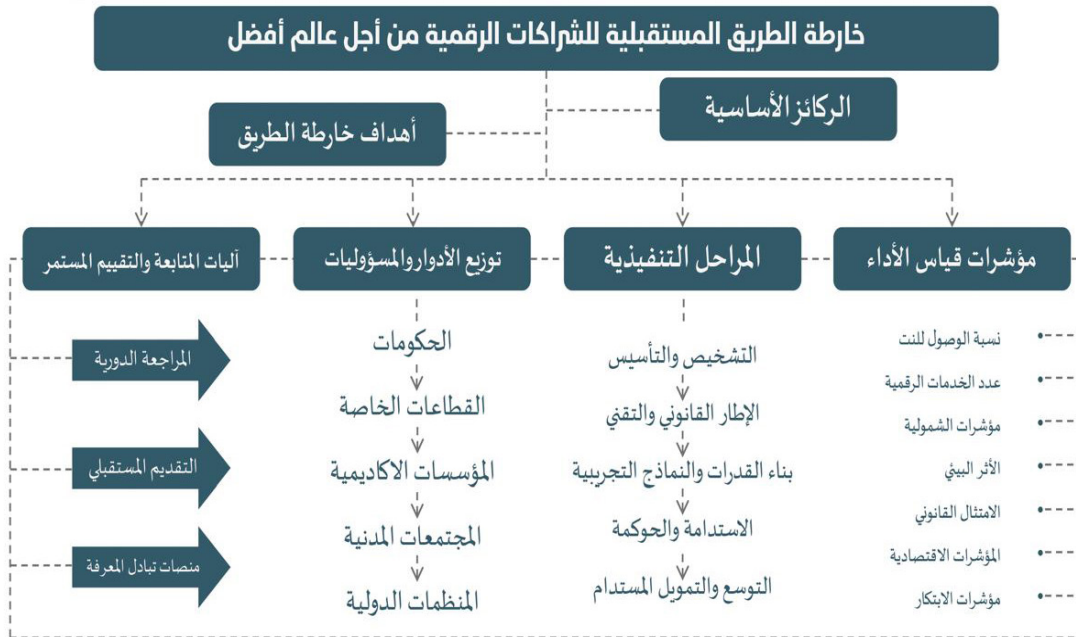 خارطة الطريق المستقبلية للشراكات الرقمية من أجل عالم أفضل
الركائز الأساسية
أهداف خارطة الطريق
مؤشرات قياس الأداء
نسبة الوصول للنت
عدد الخدمات الرقمية
مؤشرات الشمولية
الأثر البيئي
الامتثال القانوني
المؤشرات الاقتصادية
مؤشرات الابتكار
المراحل التنفيذية
التشخيص والتأسيس
الإطار القانوني والتقني
بناء القدرات والنماذج التجريبية
الاستدامة والحوكمة
التوسع والتمويل المستدام
توزيع الأدوار والمسؤوليات
الحكومات
القطاعات الخاصة
المؤسسات الاكاديمية
المجتمعات المدنية
المنظمات الدولية
آليات المتابعة والتقييم المستمر
المراجعة الدورية
التقديم المستقبلي
منصات تبادل المعرفة